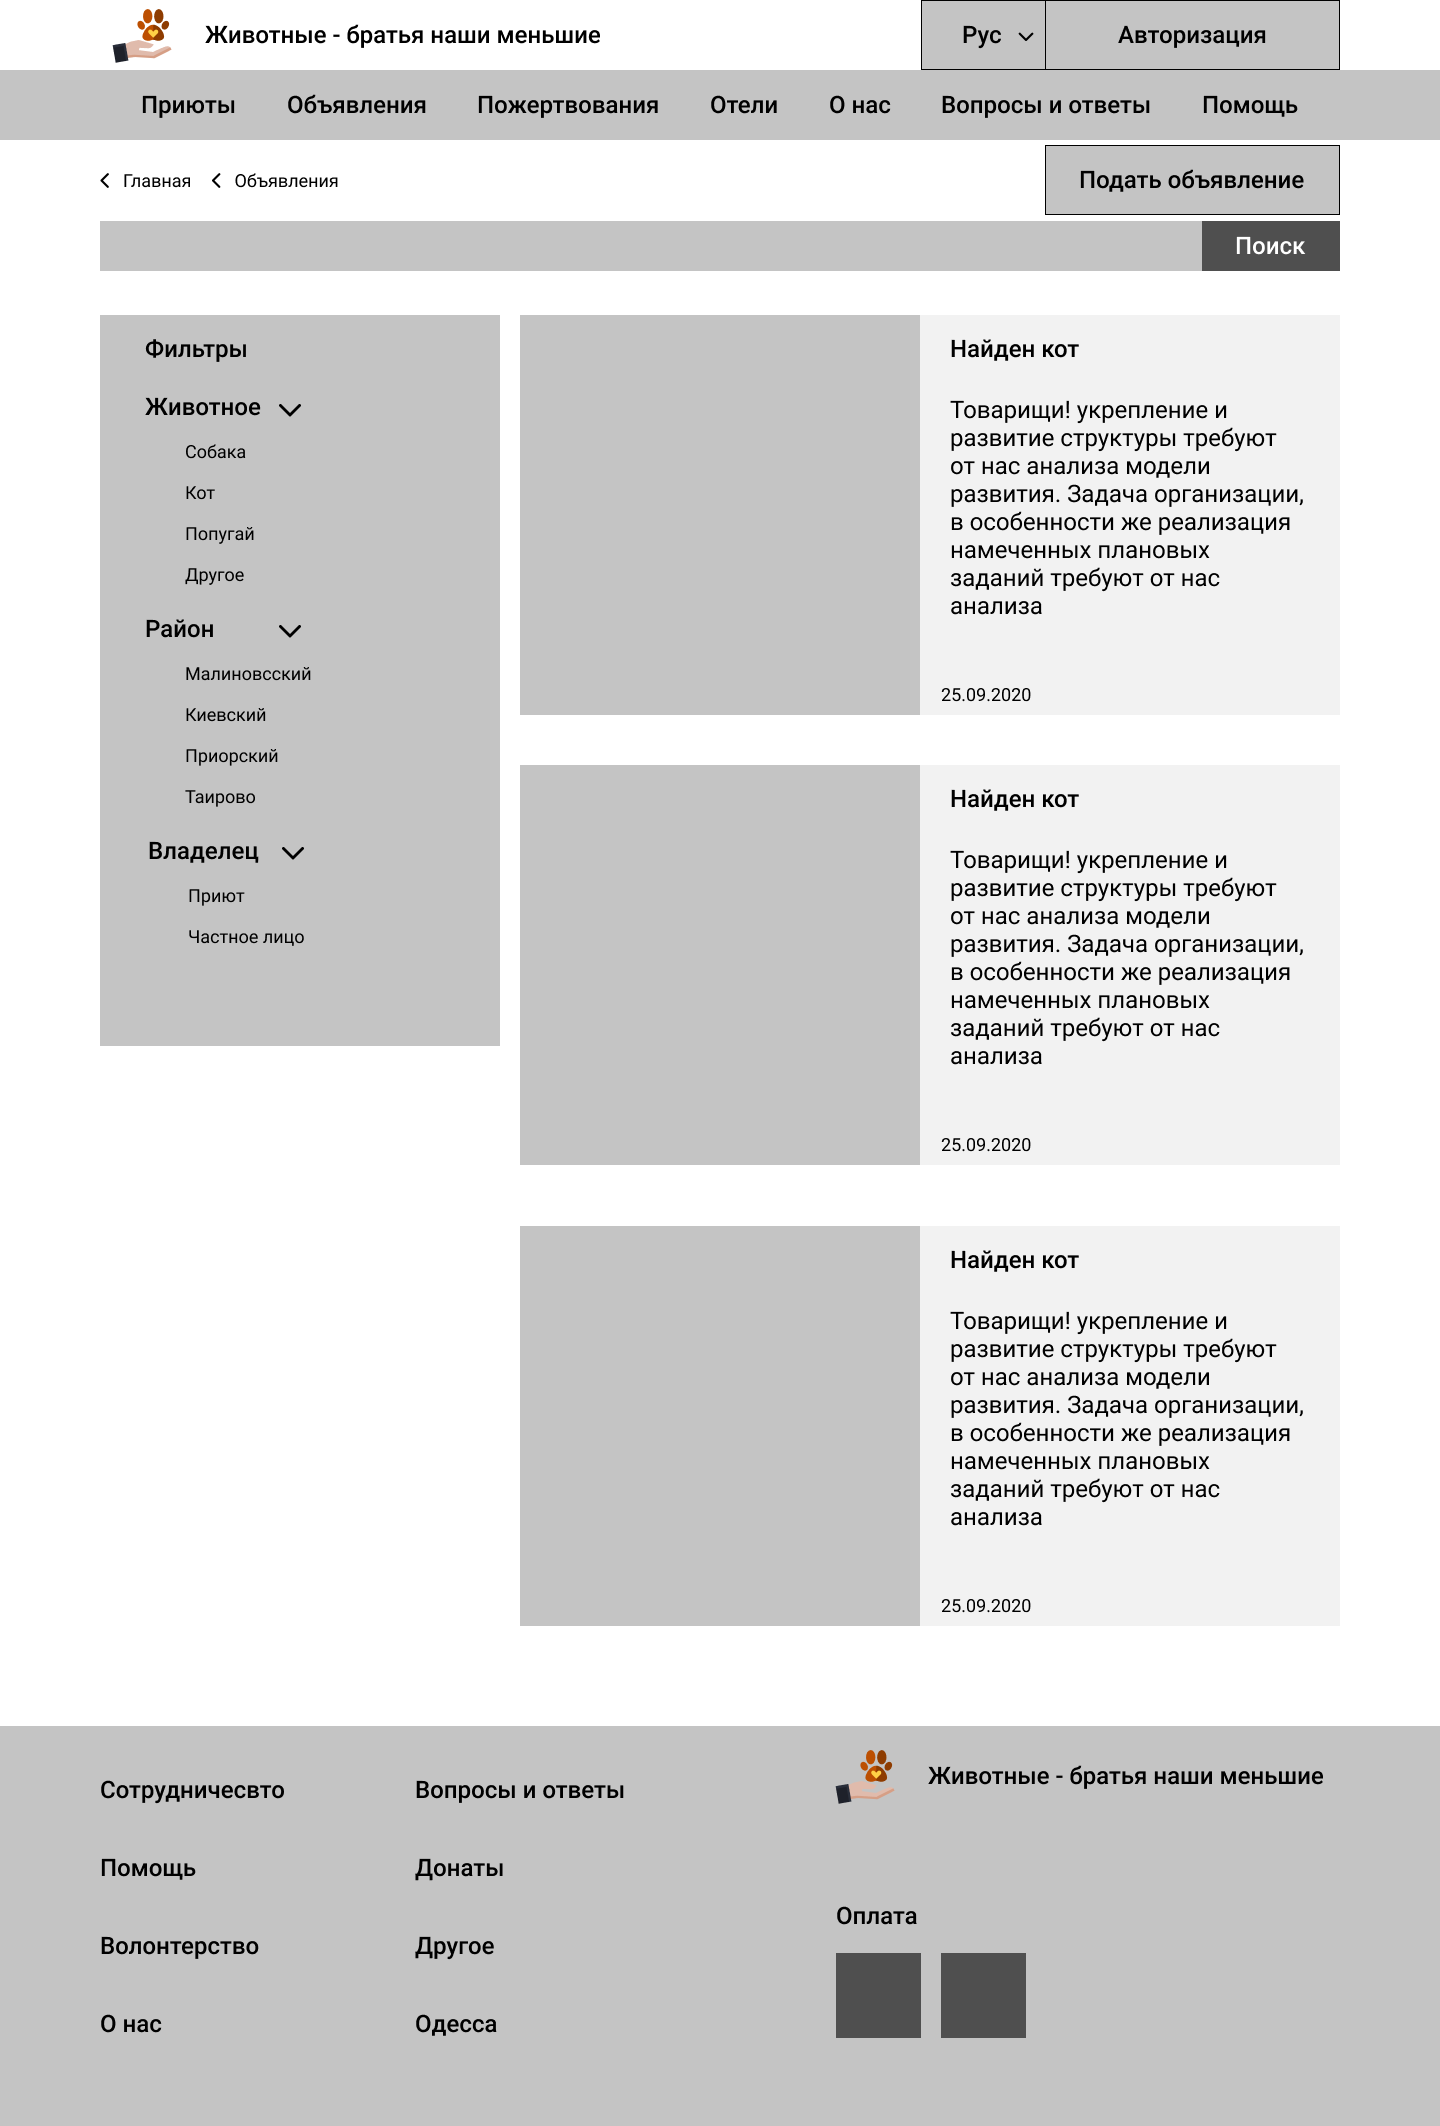 Животные - братья наши меньшие
Рус
Авторизация
Приюты
Объявления
Пожертвования
Отели
О нас
Вопросы и ответы
Помощь
Главная
Объявления
Подать объявление
Поиск
Фильтры
Животное
Собака
Кот
Попугай
Другое
Район
Малиновсский
Киевский
Приорский
Таирово
Владелец
Приют
Частное лицо
Найден кот
Товарищи! укрепление и
развитие структуры требуют
от нас анализа модели
развития. Задача организации,
в особенности же реализация
намеченных плановых
заданий требуют от нас
анализа
25.09.2020
Найден кот
Товарищи! укрепление и
развитие структуры требуют
от нас анализа модели
развития. Задача организации,
в особенности же реализация
намеченных плановых
заданий требуют от нас
анализа
25.09.2020
Найден кот
Товарищи! укрепление и
развитие структуры требуют
от нас анализа модели
развития. Задача организации,
в особенности же реализация
намеченных плановых
заданий требуют от нас
анализа
25.09.2020
Сотрудничесвто
Помощь
Волонтерство
О нас
Вопросы и ответы
Донаты
Другое
Одесса
Животные - братья наши меньшие
Оплата